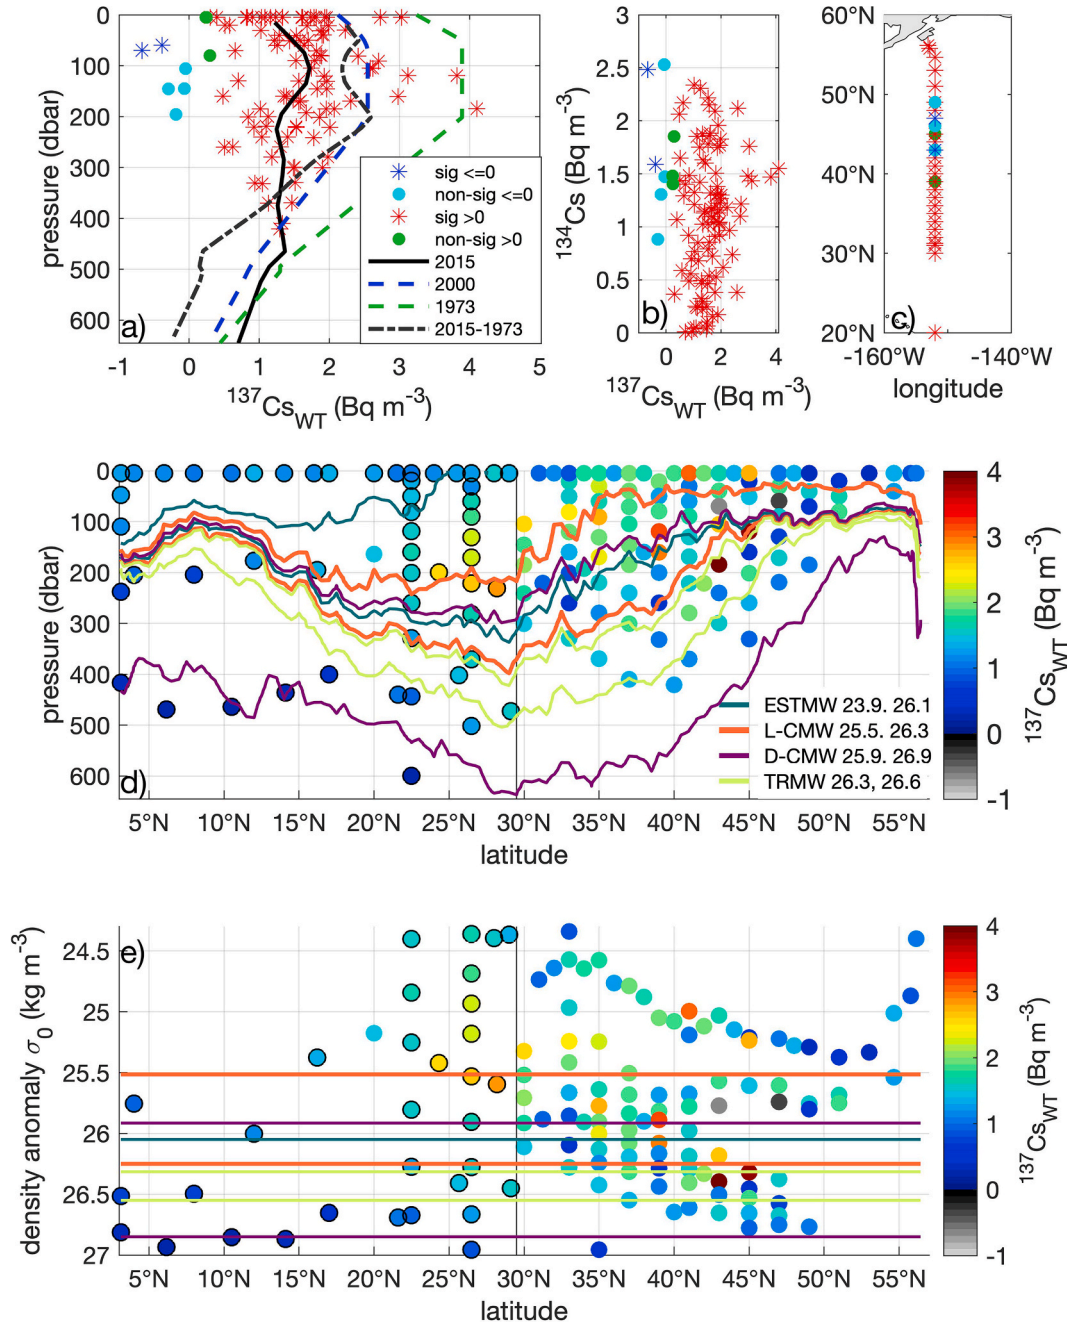 0
100
200
300
400
500
600
pressure (dbar)
a)
sig <=0
non-sig <=0
sig >0
non-sig >0
2015
2000
1973
2015-1973
-1 0 1 2 3 4 5
137CsWT (Bq m-3)
3
2.5
2
1.5
1
0.5
0
134Cs (Bq m-3)
b)
0 2 4
137CsWT (Bq m-3)
60°N
50°N
40°N
30°N
20°N
c)
-160°W -140°W
longitude
0
100
200
300
400
500
600
pressure (dbar)
d)
ESTMW 23.9. 26.1
L-CMW 25.5. 26.3
D-CMW 25.9. 26.9
TRMW 26.3, 26.6
5°N 10°N 15°N 20°N 25°N 30°N 35°N 40°N 45°N 50°N 55°N
latitude
4
3
2
1
0
-1
137CsWT (Bq m-3)
24.5
25
25.5
26
26.5
27
density anomaly σ0 (kg m-3)
e)
5°N 10°N 15°N 20°N 25°N 30°N 35°N 40°N 45°N 50°N 55°N
latitude
4
3
2
1
0
-1
137CsWT (Bq m-3)